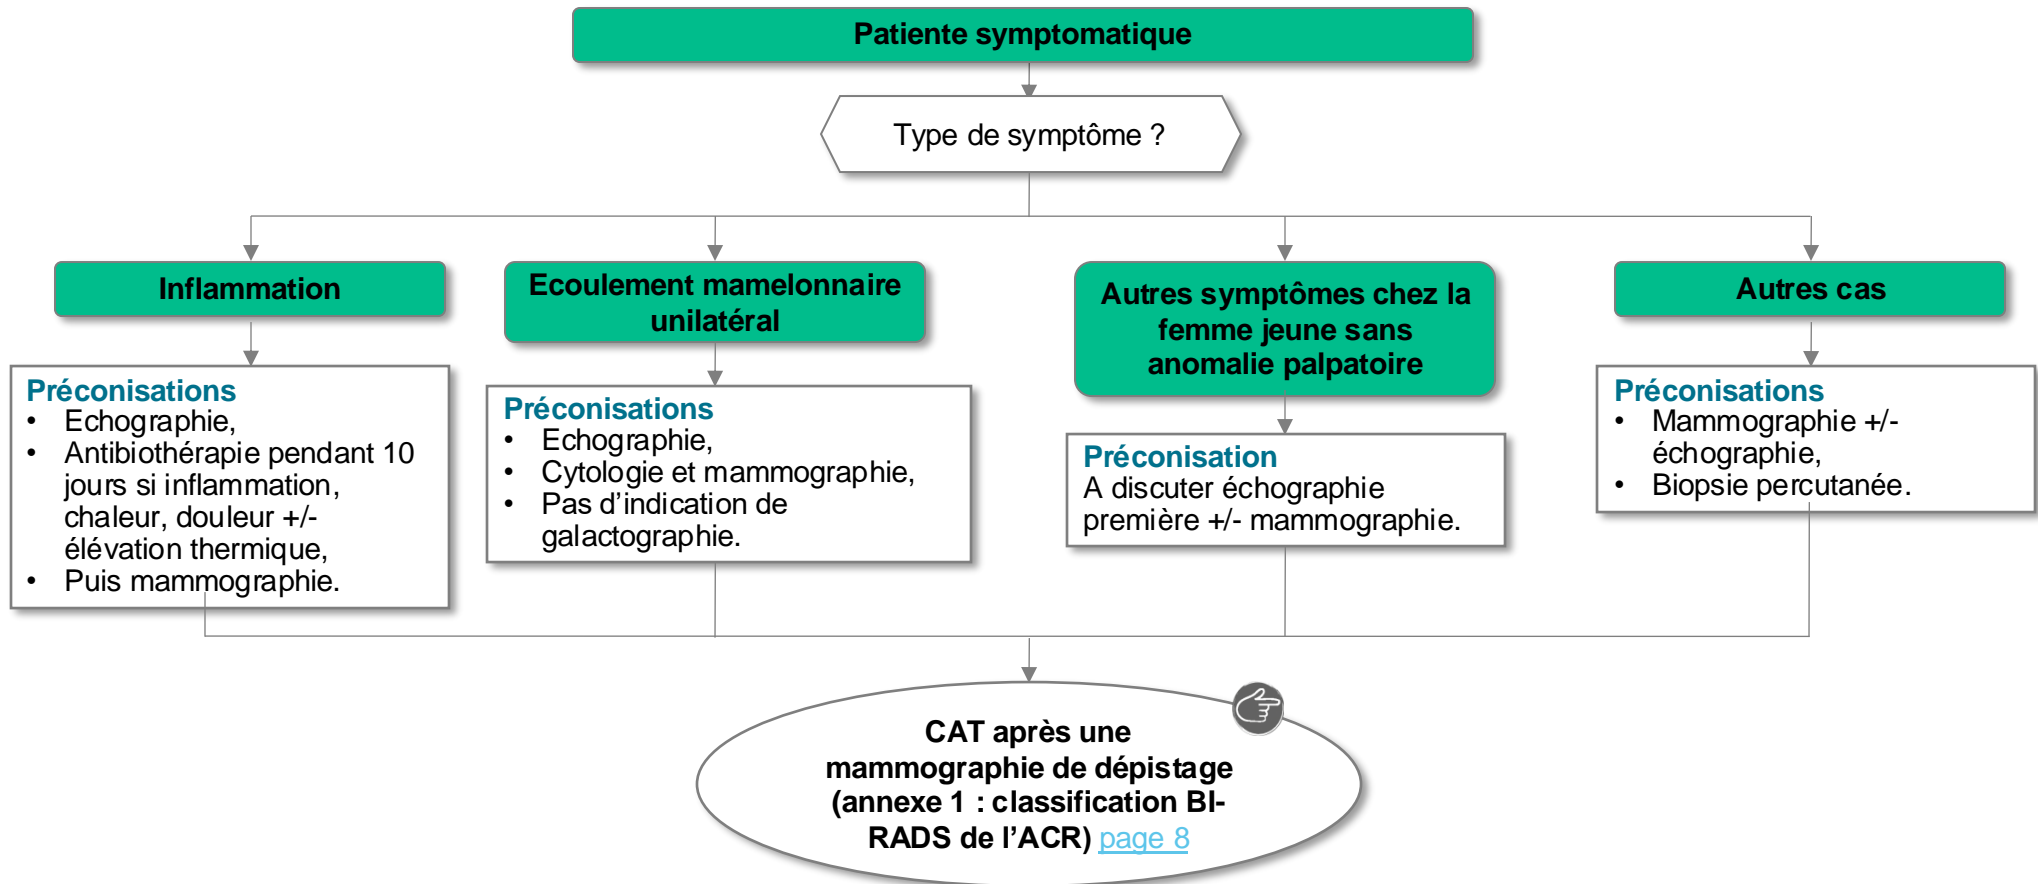 Patiente symptomatique
Type de symptôme ?
Inflammation
Préconisations
• Echographie,
• Antibiothérapie pendant 10
jours si inflammation,
chaleur, douleur +/-
élévation thermique,
• Puis mammographie.
Ecoulement mamelonnaire
unilatéral
Préconisations
• Echographie,
• Cytologie et mammographie,
• Pas d’indication de
galactographie.
Autres symptômes chez la
femme jeune sans
anomalie palpatoire
Préconisation
A discuter échographie
première +/- mammographie.
Autres cas
Préconisations
• Mammographie +/-
échographie,
• Biopsie percutanée.
CAT après une
mammographie de dépistage
(annexe 1 : classification BI-
RADS de l’ACR) page 8